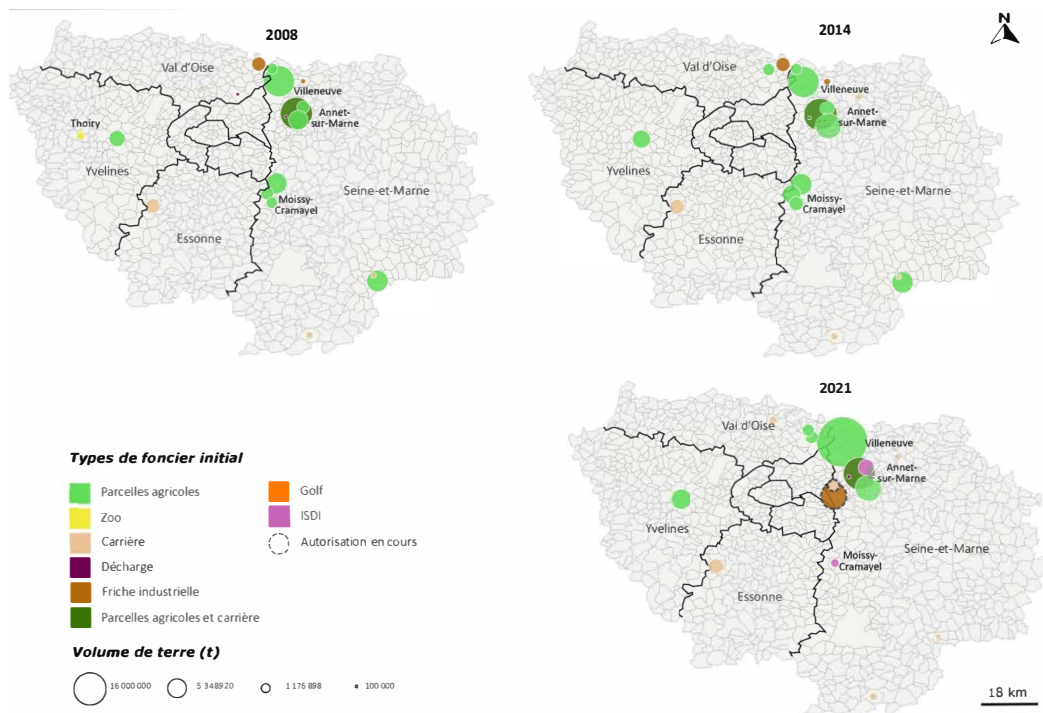 2008
Val d'Oise
Villeneuve
Annet-
sur-Marne
Thoiry
Yvelines
Seine-et-Marne
Moissy-
Cramayel
Essonne
2014
N
Val d'Oise
Villeneuve
Annet-
sur-Marne
Yvelines
Seine-et-Marne
Moissy-
Cramayel
Essonne
2021
Val d'Oise
Villeneuve
Annet-
sur-Marne
Yvelines
Seine-et-Marne
Moissy-
Cramayel
Essonne
18 km
Types de foncier initial
Parcelles agricoles
Zoo
Carrière
Décharge
Friche industrielle
Parcelles agricoles et carrière
Golf
ISDI
Autorisation en cours
Volume de terre (t)
16 000 000
5 348920
1 176 898
100 000